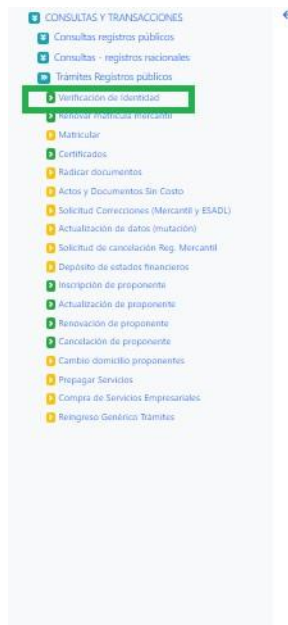 CONSULTAS Y TRANSACCIONES
Consultas registros públicos
Consultas - registros nacionales
Trámites Registros públicos
Verificación de Identidad
Renovar matrícula mercantil
Matricular
Certificados
Radicar documentos
Actos y Documentos Sin Costo
Solicitud Correcciones (Mercantil y ESADL)
Actualización de datos (mutación)
Solicitud de cancelación Reg. Mercantil
Depósito de estados financieros
Inscripción de proponente
Actualización de proponente
Renovación de proponente
Cancelación de proponente
Cambio domicilio proponentes
Prepagar Servicios
Compra de Servicios Empresariales
Reingreso Genérico Trámites